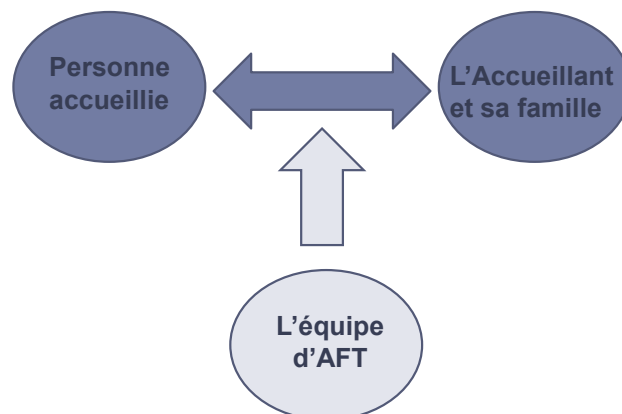 Personne
accueillie
L’Accueillant
et sa famille
L’équipe
d’AFT